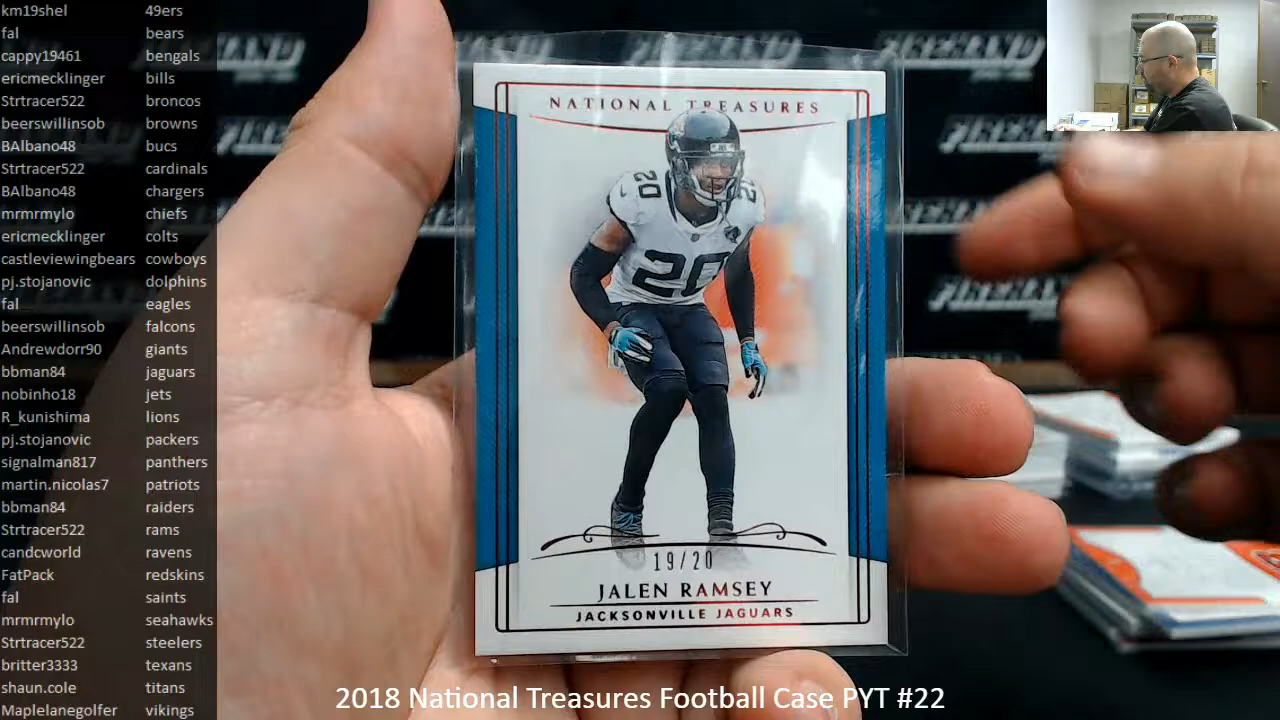 km19shel 49ers
fal bears
cappy19461 bengals
ericmecklinger bills
Strtracer522 broncos
beerswillinsob browns
BAlbano48 bucs
Strtracer522 cardinals
BAlbano48 chargers
mrmrmylo chiefs
ericmecklinger colts
castleviewingbears cowboys
pj.stojanovic dolphins
fal eagles
beerswillinsob falcons
Andrewdorr90 giants
bbman84 jaguars
nobinho18 jets
R_kunishima lions
pj.stojanovic packers
signalman817 panthers
martin.nicolas7 patriots
bbman84 raiders
Strtracer522 rams
candcworld ravens
FatPack redskins
fal saints
mrmrmylo seahawks
Strtracer522 steelers
britter3333 texans
shaun.cole titans
Maplelanegolfer vikings
NATIONAL TREASURES
20
20
19/20
JALEN RAMSEY
JACKSONVILLE JAGUARS
2018 National Treasures Football Case PYT #22